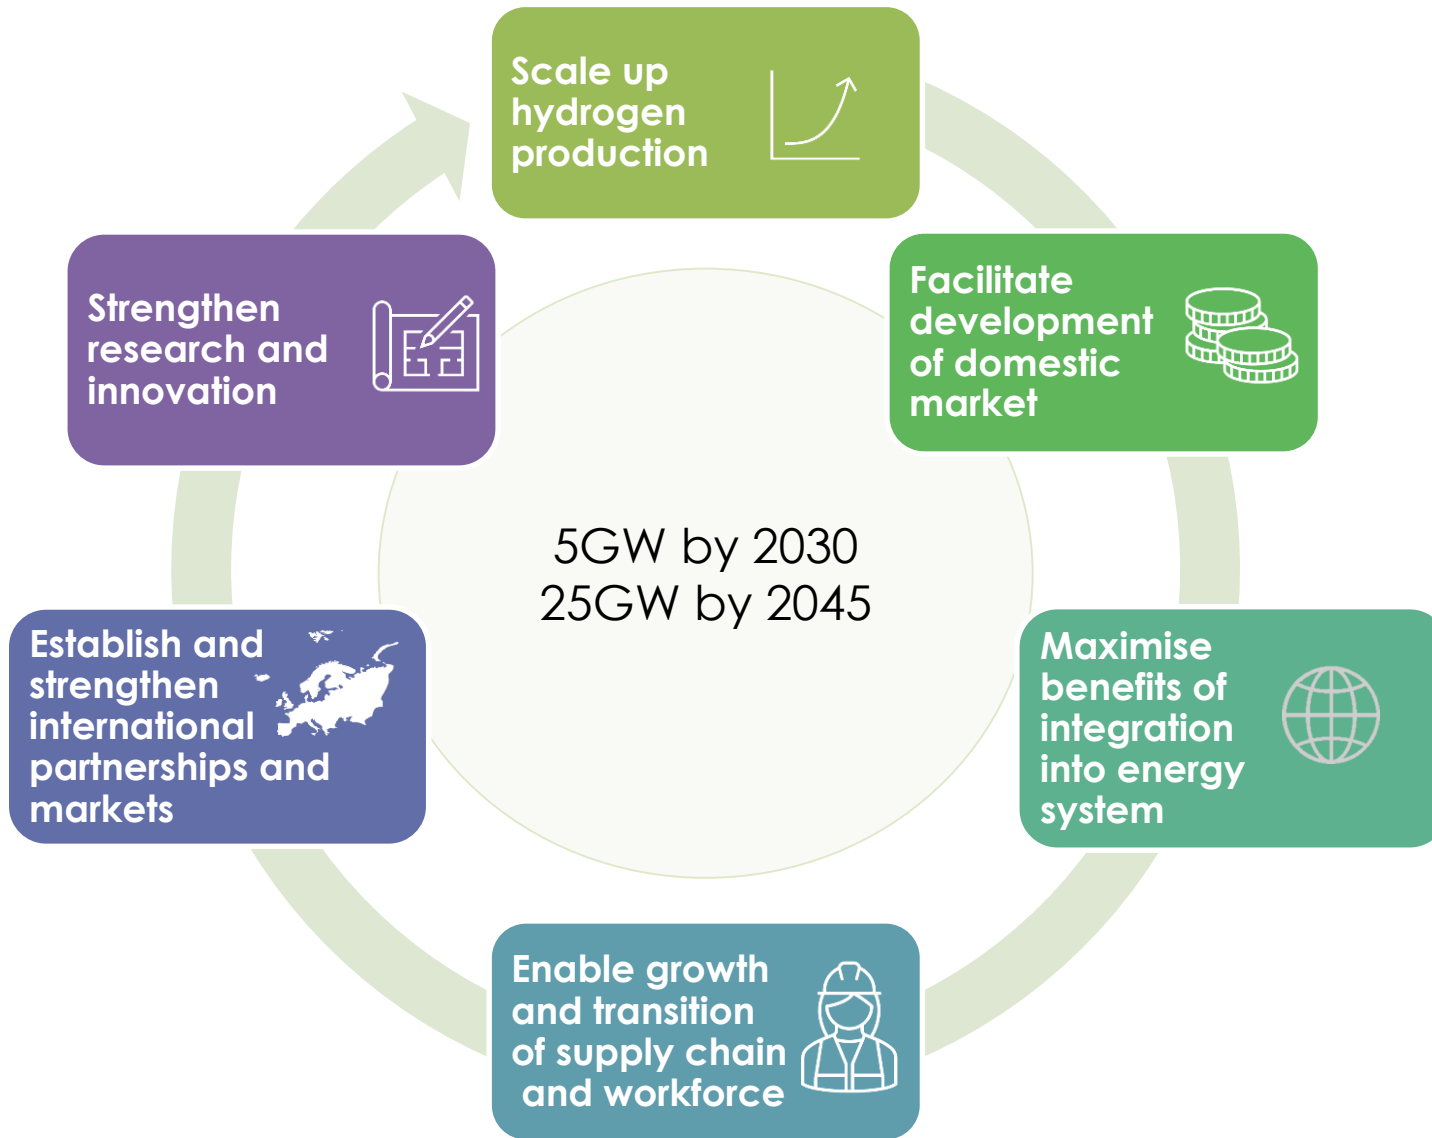 Scale up
hydrogen
production
Facilitate
development
of domestic
market
Maximise
benefits of
integration
into energy
system
Enable growth
and transition
of supply chain
and workforce
Establish and
strengthen
international
partnerships and
markets
Strengthen
research and
innovation
5GW by 2030
25GW by 2045